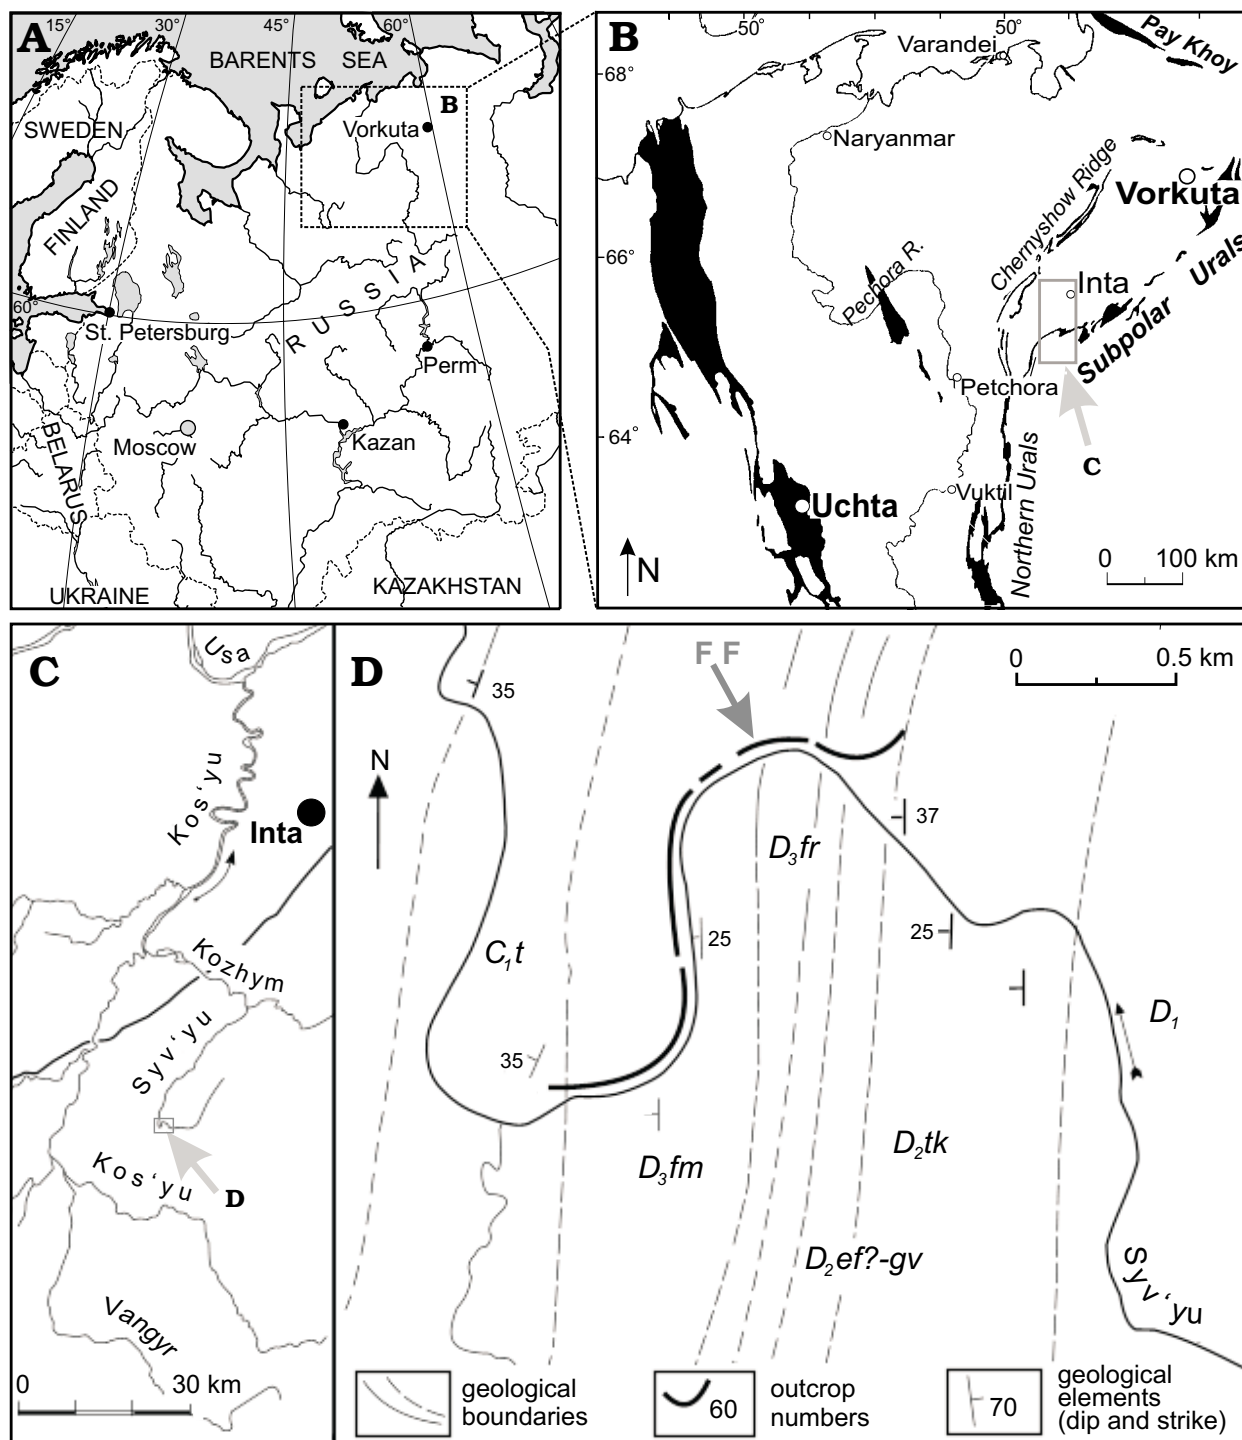 A
15°
30°
45°
60°
BARENTS SEA
B
Vorkuta
SWEDEN
FINLAND
60°
St. Petersburg
RUSSIA
Perm
Moscow
Kazan
BELARUS
UKRAINE
KAZAKHSTAN
B
50°
50°
68°
Varandei
Pay Khoy
Naryanmar
Chernyshow Ridge
Vorkuta
66°
Pechora R.
Inta
Subpolar Urals
Petchora
64°
C
Vuktil
Uchta
Northern Urals
N
0 100 km
C
Usa
Kos'yu
Inta
Kozhym
Syv'yu
Kos'yu
D
Vangyr
0 30 km
D
F F
0 0.5 km
35
N
D3fr
37
25
25
C1t
D1
35
D3fm
D2tk
D2ef?-gv
Syv'yu
geological
boundaries
60
outcrop
numbers
70
geological
elements
(dip and strike)